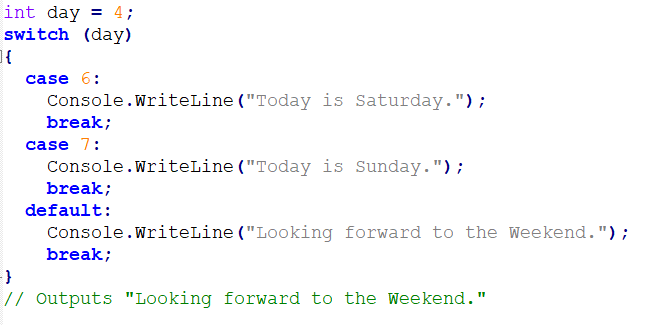 int day = 4;
switch (day)
{
  case 6:
    Console.WriteLine("Today is Saturday.");
    break;
  case 7:
    Console.WriteLine("Today is Sunday.");
    break;
  default:
    Console.WriteLine("Looking forward to the Weekend.");
    break;
}
// Outputs "Looking forward to the Weekend."